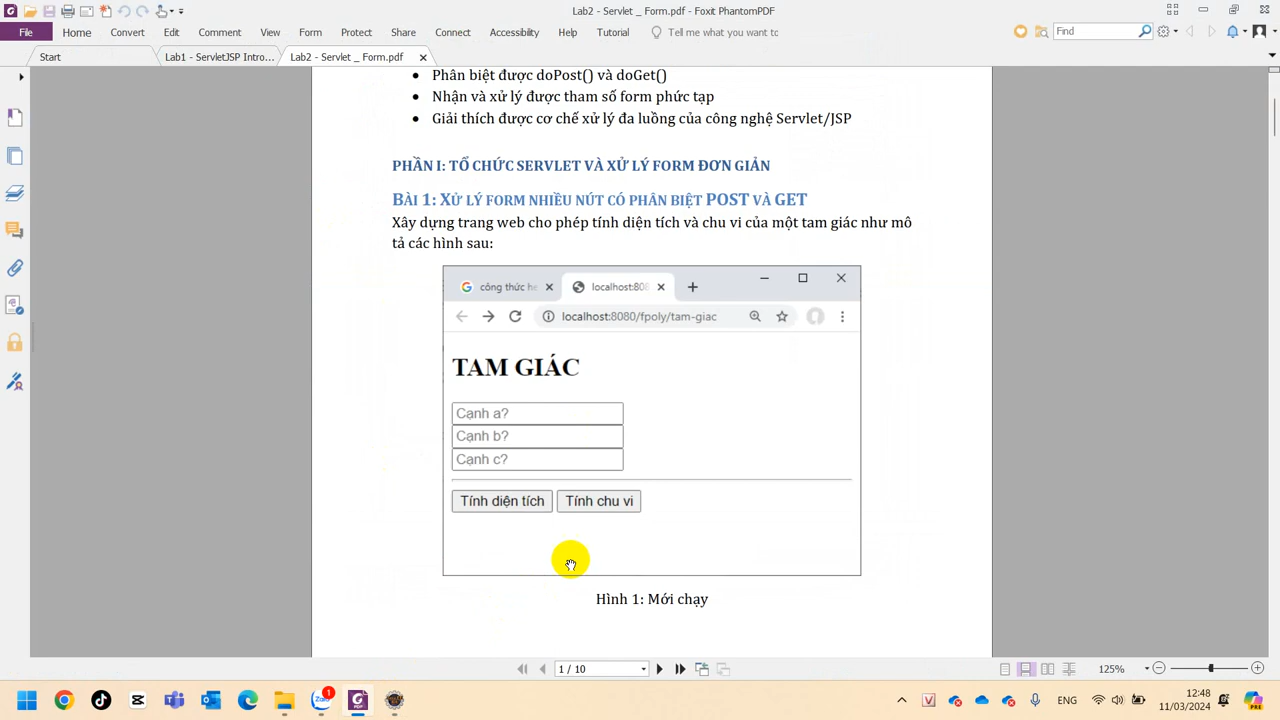 Lab2 - Servlet _ Form.pdf - Foxit PhantomPDF
File Home Convert Edit Comment View Form Protect Share Connect Accessibility Help Tutorial Tell me what you want to Find
Start Lab1 - ServletJSP Intro... Lab2 - Servlet _ Form.pdf
• Phân biệt được doPost() và doGet()
• Nhận và xử lý được tham số form phức tạp
• Giải thích được cơ chế xử lý đa luồng của công nghệ Servlet/JSP
PHẦN I: TỔ CHỨC SERVLET VÀ XỬ LÝ FORM ĐƠN GIẢN
BÀI 1: XỬ LÝ FORM NHIỀU NÚT CÓ PHÂN BIỆT POST VÀ GET
Xây dựng trang web cho phép tính diện tích và chu vi của một tam giác như mô
tả các hình sau:
công thức he localhost:808
localhost:8080/fpoly/tam-giac
TAM GIÁC
Cạnh a?
Cạnh b?
Cạnh c?
Tính diện tích Tính chu vi
Hình 1: Mới chạy
1 / 10 125%
1 ENG 12:48
11/03/2024